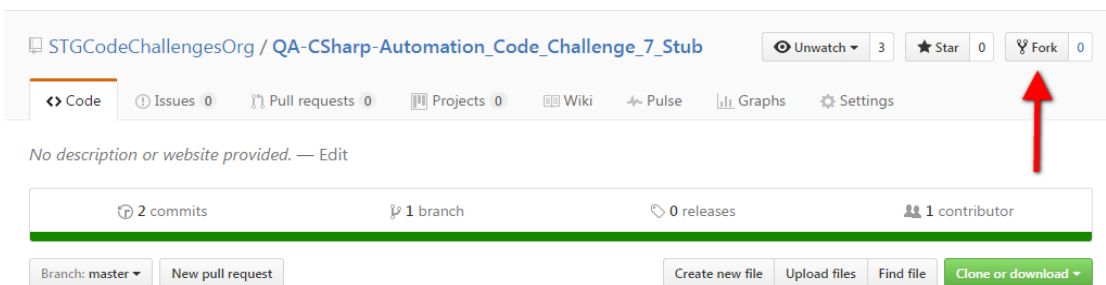 STGCodeChallengesOrg / QA-CSharp-Automation_Code_Challenge_7_Stub Unwatch 3 Star 0 Fork 0
Code Issues 0 Pull requests 0 Projects 0 Wiki Pulse Graphs Settings
No description or website provided. — Edit
2 commits 1 branch 0 releases 1 contributor
Branch: master New pull request Create new file Upload files Find file Clone or download